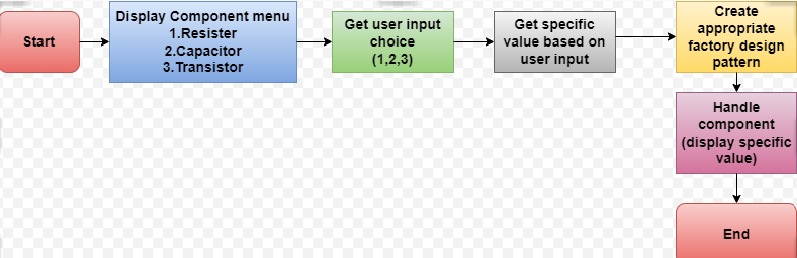 Start
Display Component menu
1.Resister
2.Capacitor
3.Transistor
Get user input
choice
(1,2,3)
Get specific
value based on
user input
Create
appropriate
factory design
pattern
Handle
component
(display specific
value)
End